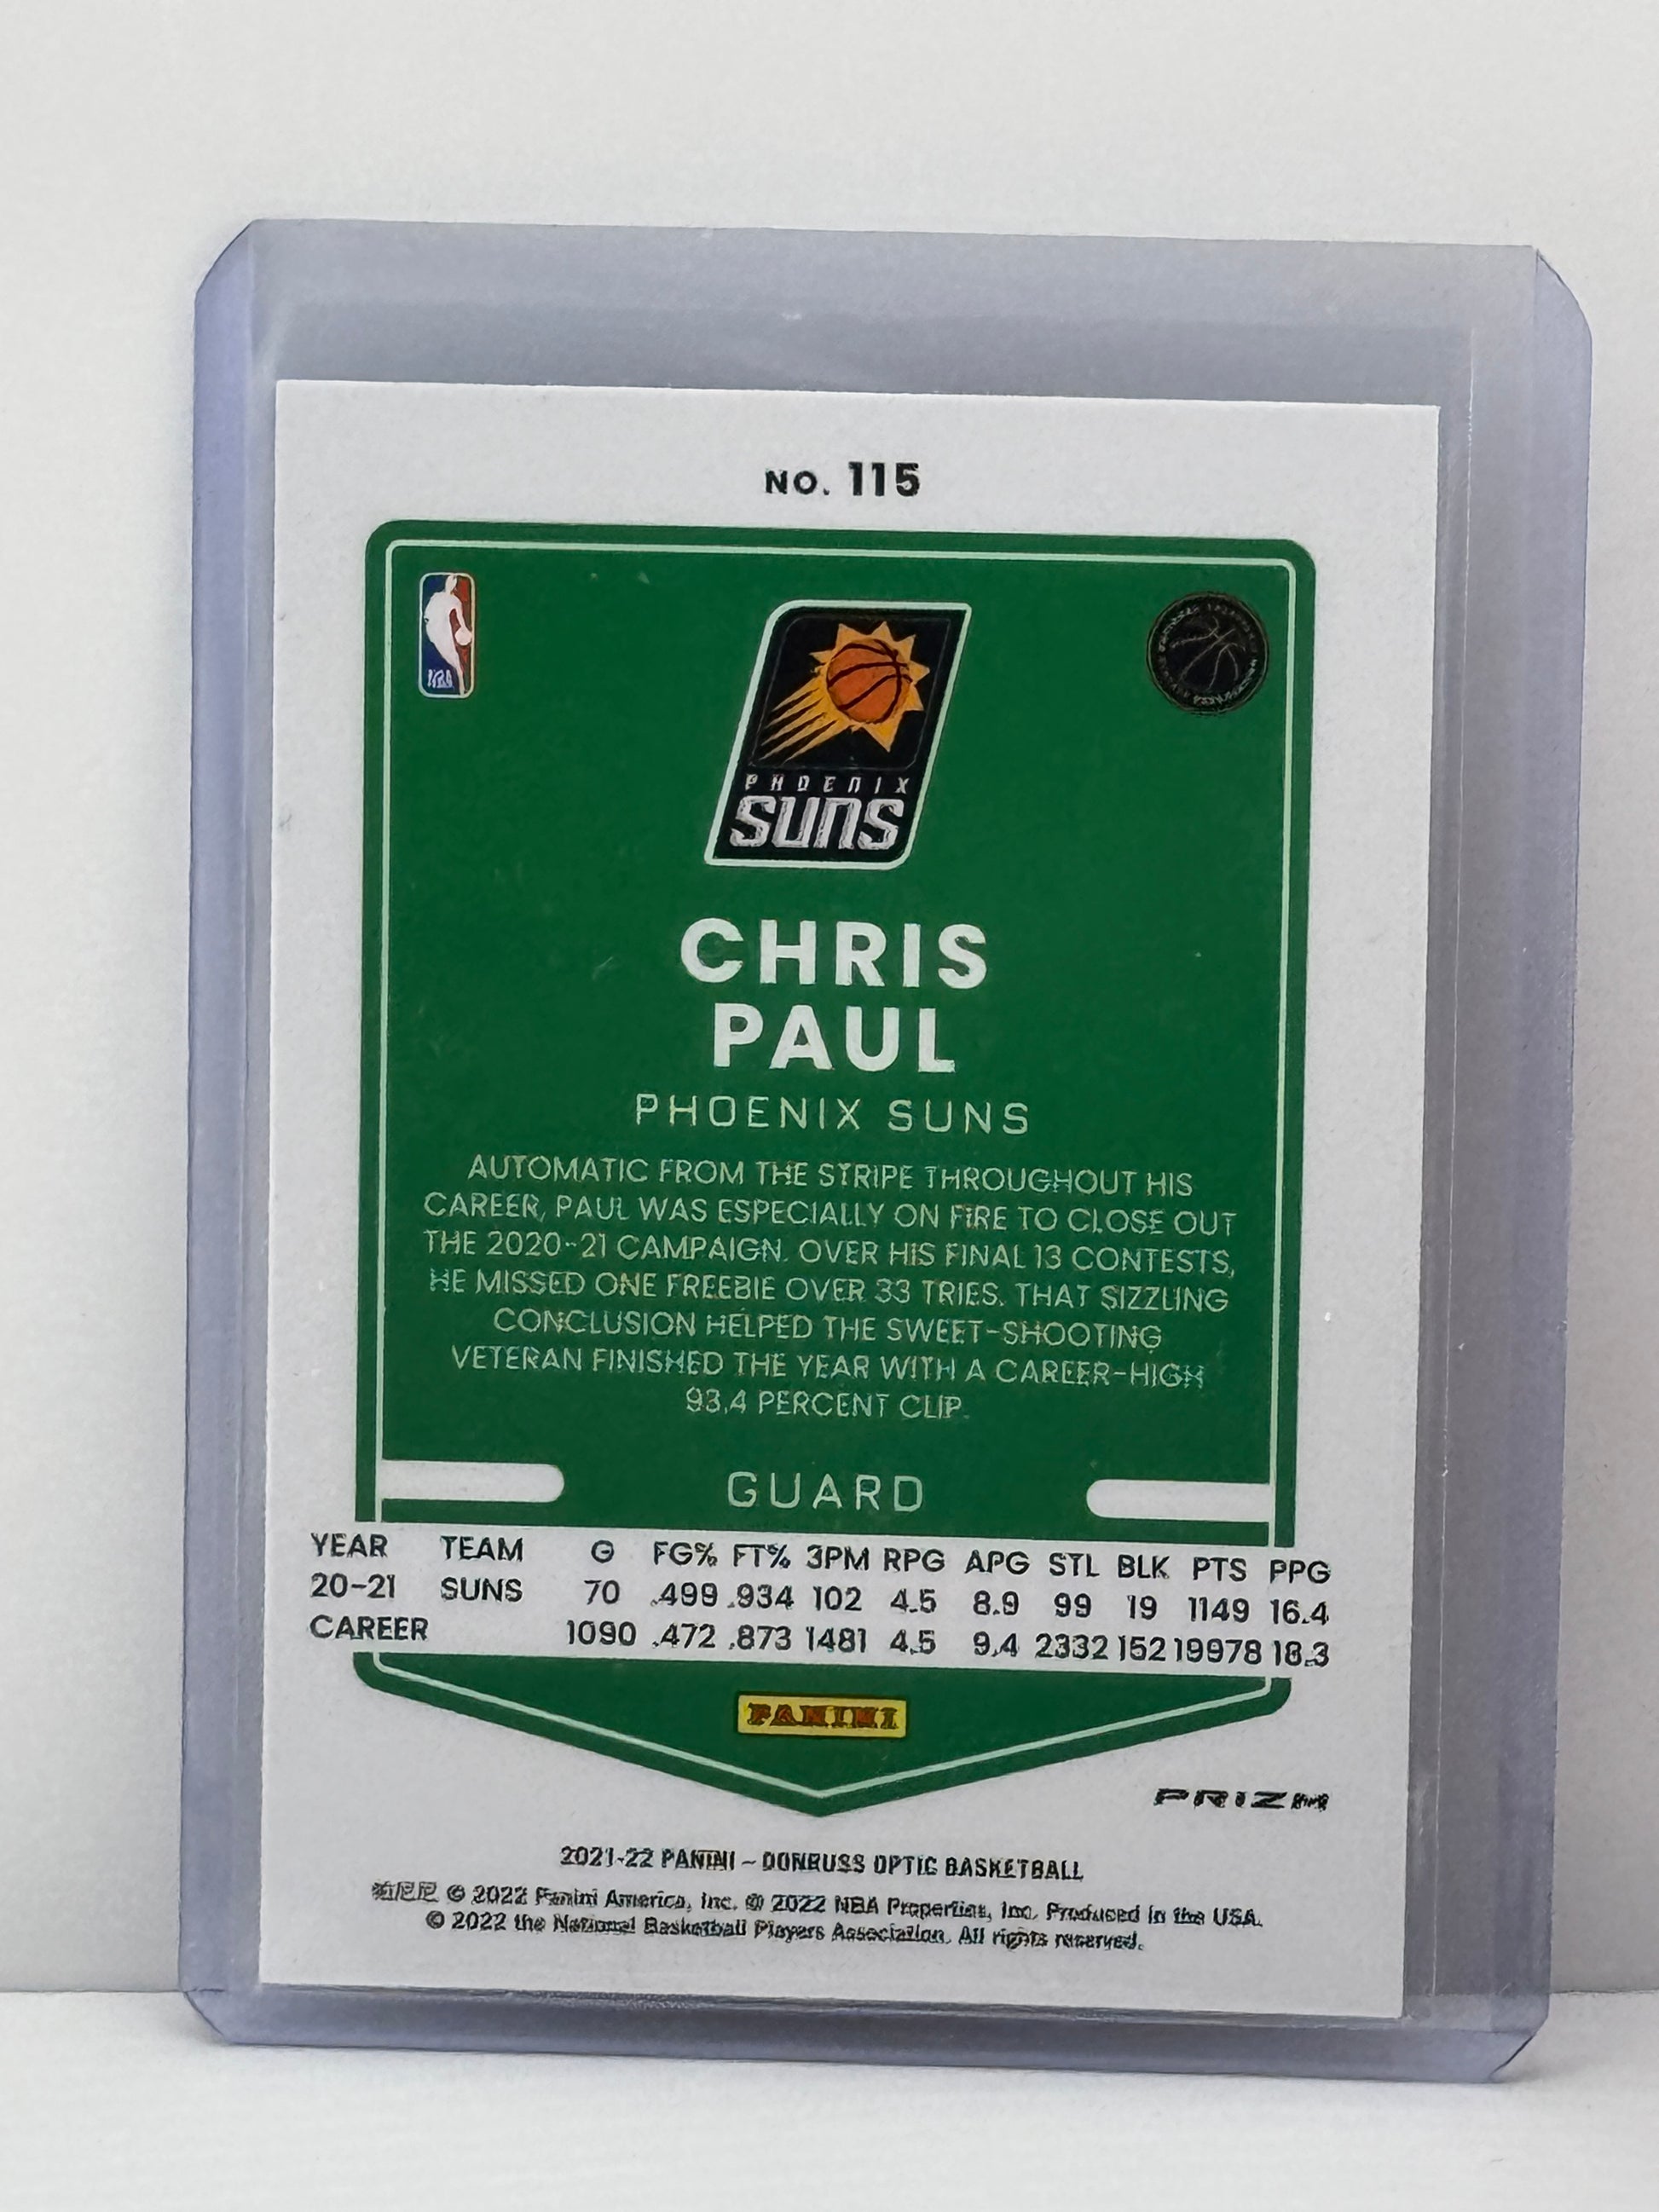 NO. 115
NBA
PHOENIX
SUNS
CHRIS
PAUL
PHOENIX SUNS
AUTOMATIC FROM THE STRIPE THROUGHOUT HIS
CAREER, PAUL WAS ESPECIALLY ON FIRE TO CLOSE OUT
THE 2020-21 CAMPAIGN. OVER HIS FINAL 13 CONTESTS,
HE MISSED ONE FREEBIE OVER 33 TRIES. THAT SIZZLING
CONCLUSION HELPED THE SWEET-SHOOTING
VETERAN FINISHED THE YEAR WITH A CAREER-HIGH
93.4 PERCENT CLIP.
GUARD
YEAR TEAM G FG% FT% 3PM RPG APG STL BLK PTS PPG
20-21 SUNS 70 .499 .934 102 4.5 8.9 99 19 1149 16.4
CAREER 1090 .472 .873 1481 4.5 9.4 2332 152 19978 18.3
PANINI
PRIZM
2021-22 PANINI - DONRUSS OPTIC BASKETBALL
© 2022 Panini America, Inc. © 2022 NBA Properties, Inc. Produced in the USA.
© 2022 the National Basketball Players Association. All rights reserved.